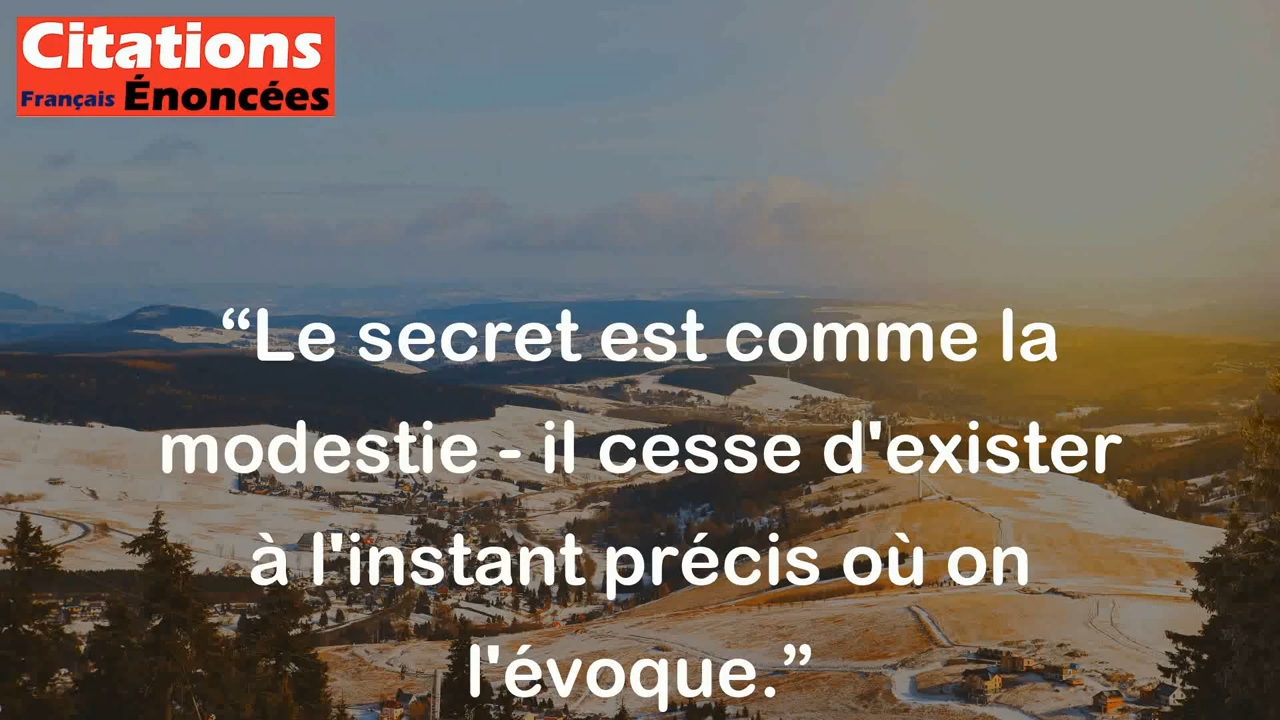 Citations
Français Énoncées
“Le secret est comme la
modestie - il cesse d'exister
à l'instant précis où on
l'évoque.”